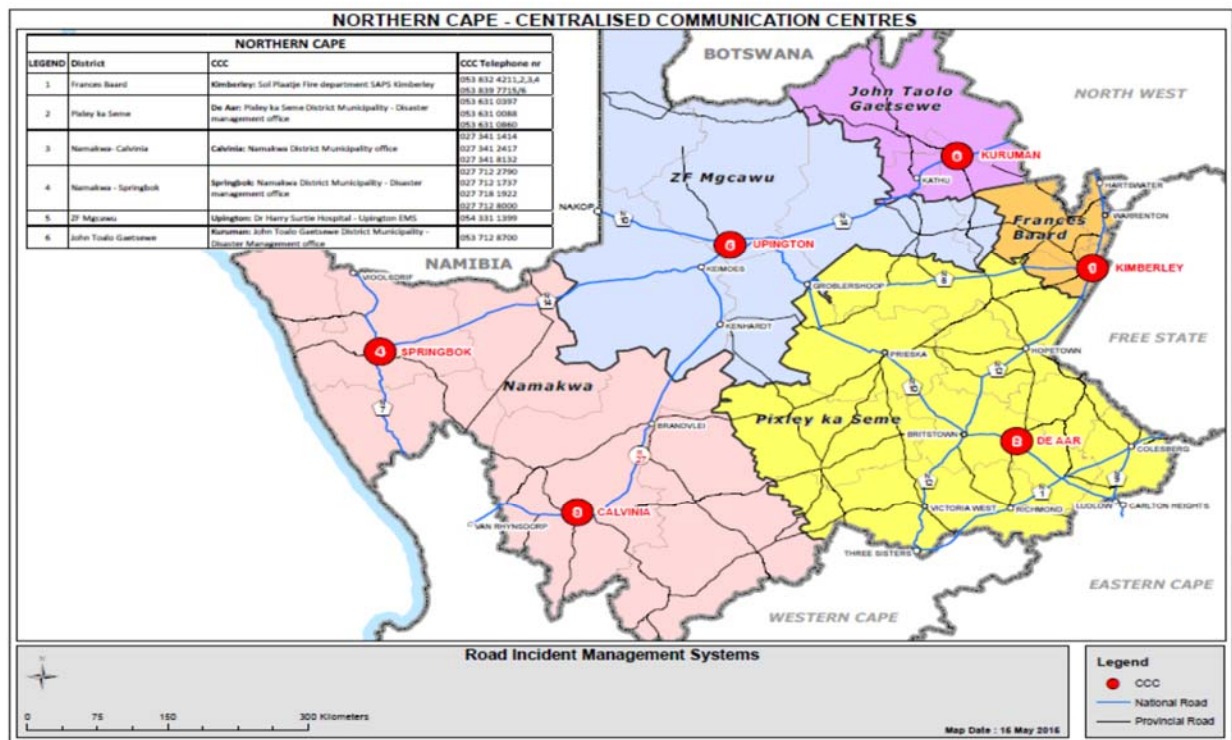 NORTHERN CAPE - CENTRALISED COMMUNICATION CENTRES
NORTHERN CAPE
LEGEND District CCC CCC Telephone nr
1 Frances Baard Kimberley: Sol Plaatje Fire department SAPS Kimberley 053 832 4211,2,3,4
053 839 7715/6
2 Pixley ka Seme De Aar: Pixley ka Seme District Municipality - Disaster management office 053 631 0397
053 631 0088
053 631 0860
3 Namakwa- Calvinia Calvinia: Namakwa District Municipality office 027 341 1414
027 341 2417
027 341 8132
4 Namakwa - Springbok Springbok: Namakwa District Municipality - Disaster management office 027 712 2790
027 712 1737
027 718 1922
027 712 8000
5 ZF Mgcawu Upington: Dr Harry Surtie Hospital - Upington EMS 054 331 1399
6 John Toalo Gaetsewe Kuruman: John Toalo Gaetsewe District Municipality - Disaster Management office 053 712 8700
BOTSWANA
NORTH WEST
John Taolo
Gaetsewe
KURUMAN
KATHU
ZF Mgcawu
HARTSWATER
WARRENTON
Frances
Baard
NAKOP
UPINGTON
KEIMOES
KIMBERLEY
NAMIBIA
VIOOLSDRIF
GROBLERSHOOP
KENHARDT
FREE STATE
4 SPRINGBOK
PRIESKA
HOPETOWN
Namakwa
Pixley ka Seme
BRANDVLEI
BRITSTOWN
DE AAR
COLESBERG
CALVINIA
VAN RHYNSDORP
VICTORIA WEST
RICHMOND
LUDLOW
CARLTON HEIGHTS
THREE SISTERS
EASTERN CAPE
WESTERN CAPE
Road Incident Management Systems
N
0 75 150 300 Kilometers
Map Date : 16 May 2016
Legend
CCC
National Road
Provincial Road